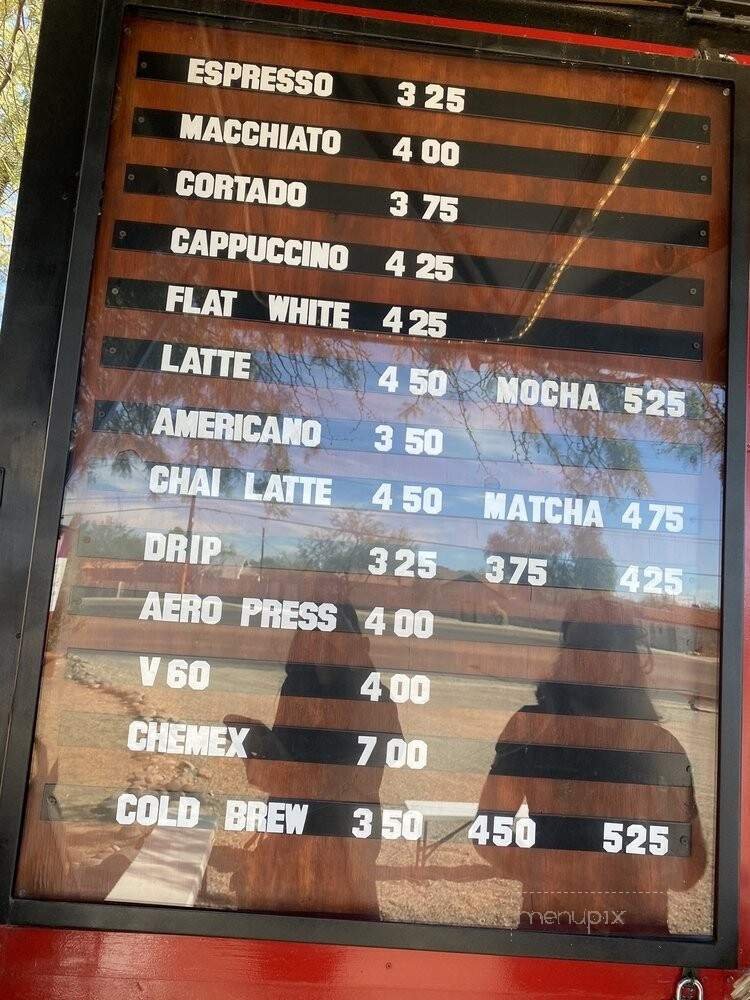 ESPRESSO 3 25
MACCHIATO 4 00
CORTADO 3 75
CAPPUCCINO 4 25
FLAT WHITE 4 25
LATTE 4 50 MOCHA 5 25
AMERICANO 3 50
CHAI LATTE 4 50 MATCHA 4 75
DRIP 3 25 3 75 4 25
AERO PRESS 4 00
V 60 4 00
CHEMEX 7 00
COLD BREW 3 50 4 50 5 25
menupix